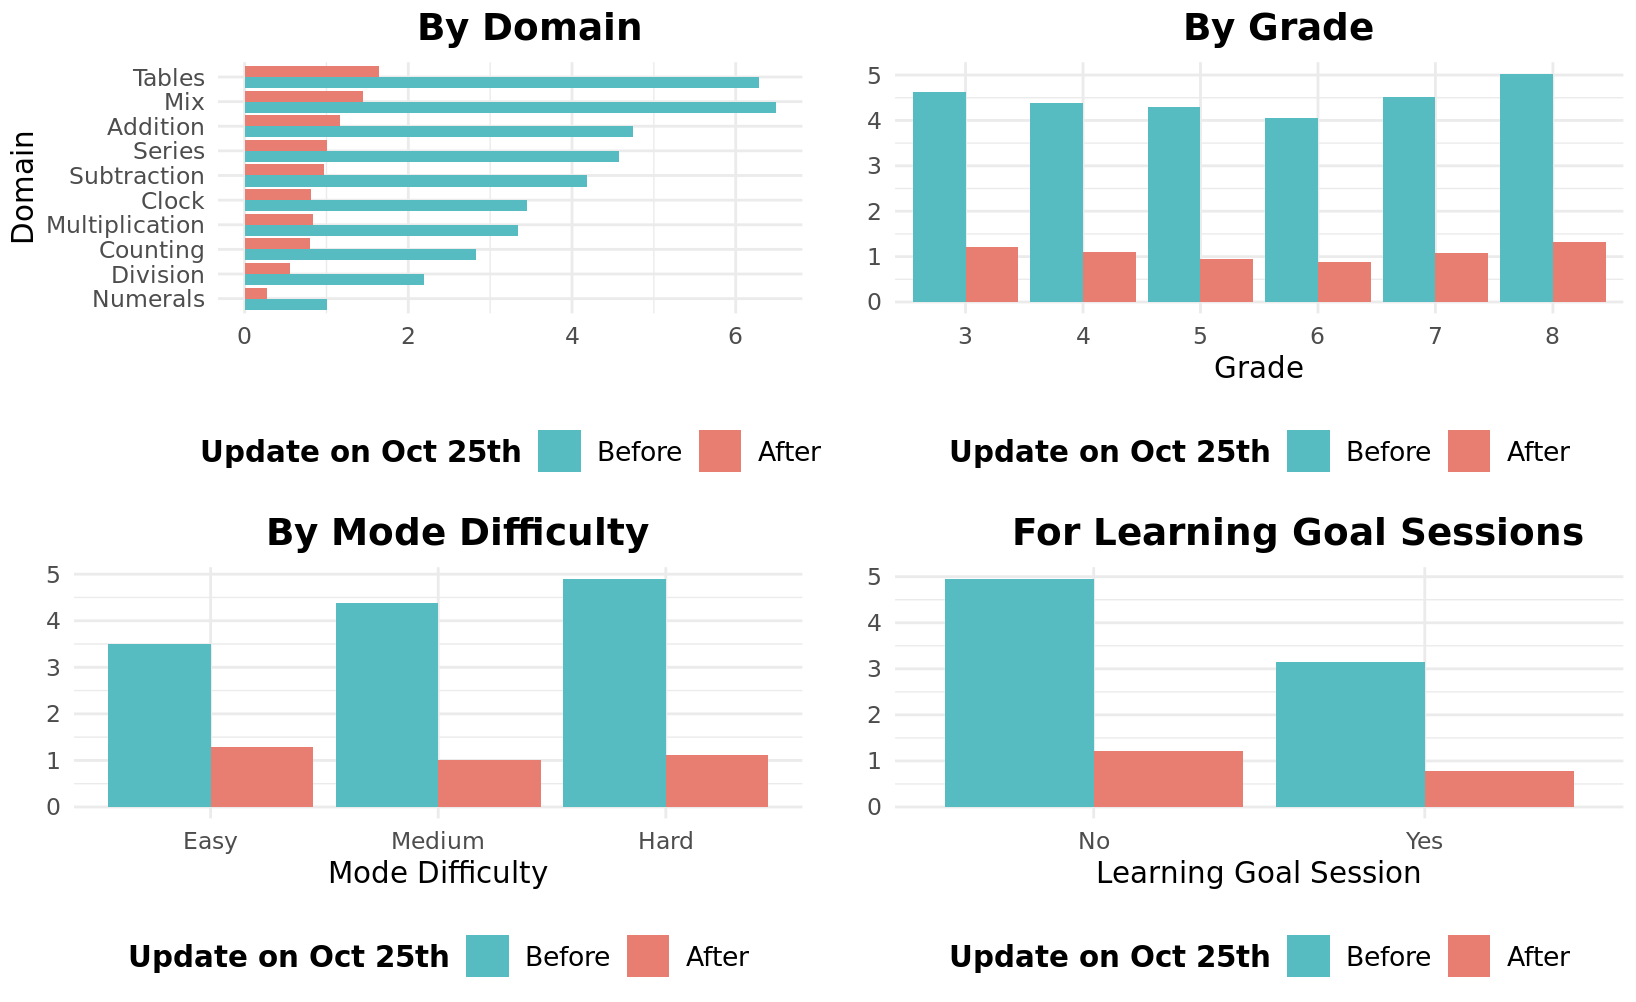 By Domain
Domain
Tables
Mix
Addition
Series
Subtraction
Clock
Multiplication
Counting
Division
Numerals
0 2 4 6
Update on Oct 25th Before After
By Grade
5
4
3
2
1
0
3 4 5 6 7 8
Grade
Update on Oct 25th Before After
By Mode Difficulty
5
4
3
2
1
0
Easy Medium Hard
Mode Difficulty
Update on Oct 25th Before After
For Learning Goal Sessions
5
4
3
2
1
0
No Yes
Learning Goal Session
Update on Oct 25th Before After